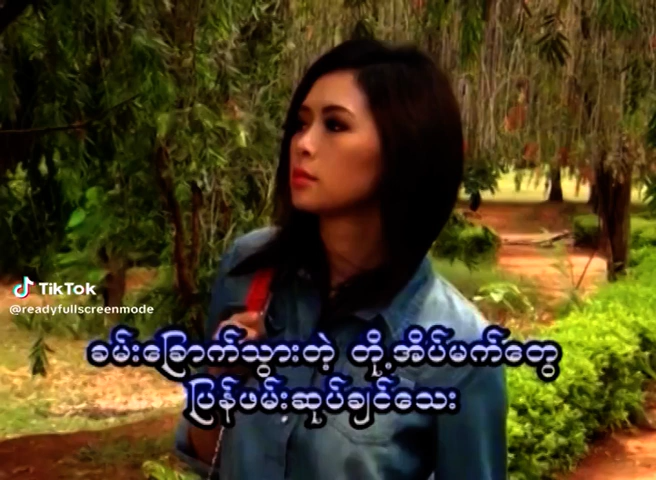 TikTok
@readyfullscreenmode
ခမ်းခြောက်သွားတဲ့ တို့အိပ်မက်တွေ
ပြန်ဖမ်းဆုပ်ချင်သေး